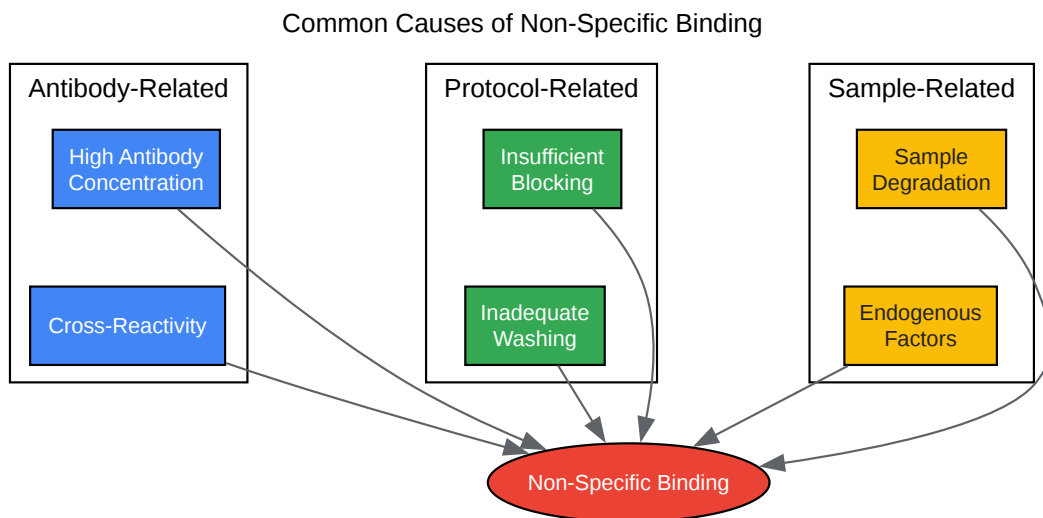 Common Causes of Non-Specific Binding
Antibody-Related
High Antibody
Concentration
Cross-Reactivity
Protocol-Related
Insufficient
Blocking
Inadequate
Washing
Sample-Related
Sample
Degradation
Endogenous
Factors
Non-Specific Binding